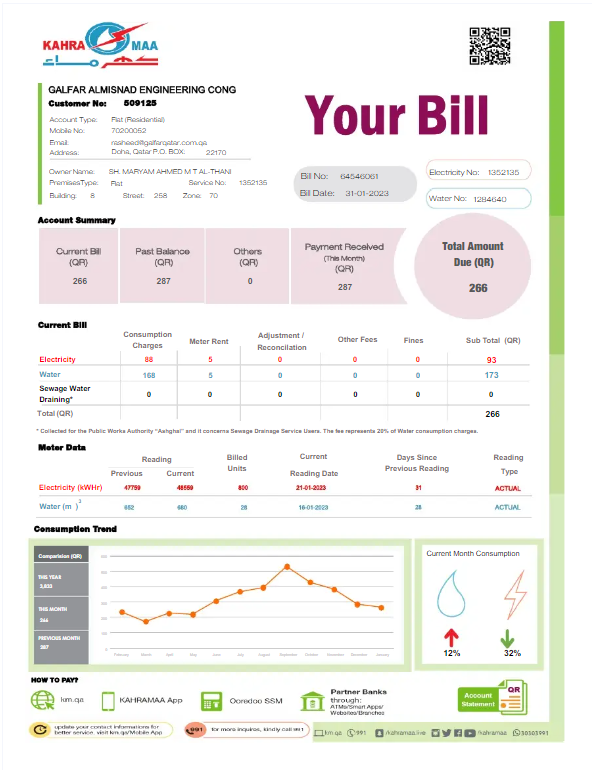 KAHRA MAA
GALFAR ALMISNAD ENGINEERING CONG
Customer No: 509125
Account Type: Flat (Residential)
Mobile No. 70200052
Email: rasheed@galfarqatar.com.qa
Address: Doha, Qatar P.O. BOX: 22170
Owner Name: SH. MARYAM AHMED M T AL-THANI
PremisesType: Flat Service No: 1352135
Building: 8 Street: 258 Zone: 70
Your Bill
Bill No: 64546061
Bill Date: 31-01-2023
Electricity No: 1352135
Water No: 1284640
Account Summary
Current Bill (QR) 266
Past Balance (QR) 287
Others (QR) 0
Payment Received (This Month) (QR) 287
Total Amount Due (QR) 266
Current Bill
Consumption Charges Meter Rent Adjustment / Reconcilation Other Fees Fines Sub Total (QR)
Electricity 88 5 0 0 0 93
Water 168 5 0 0 0 173
Sewage Water Draining* 0 0 0 0 0 0
Total (QR) 266
* Collected for the Public Works Authority "Ashghal" and it concerns Sewage Drainage Service Users. The fee represents 20% of Water consumption charges.
Meter Data
Reading Billed Units Current Reading Date Days Since Previous Reading Reading Type
Previous Current
Electricity (kWHr) 47759 48559 800 21-01-2023 31 ACTUAL
Water (m3) 652 680 28 16-01-2023 28 ACTUAL
Consumption Trend
Comparision (QR)
THIS YEAR
THIS MONTH
266
PREVIOUS MONTH
287
February March April May June July August September October November December January
Current Month Consumption
12% 32%
HOW TO PAY?
km.qa
KAHRAMAA App
Ooredoo SSM
Partner Banks
through:
ATMs/Smart Apps/
Websites/Branches
Account Statement
QR
update your contact informations for
better service. visit km.qa/Mobile App
991 for more inquires, kindly call 991
km.qa 991 kahramaa.live /kahramaa 30303991